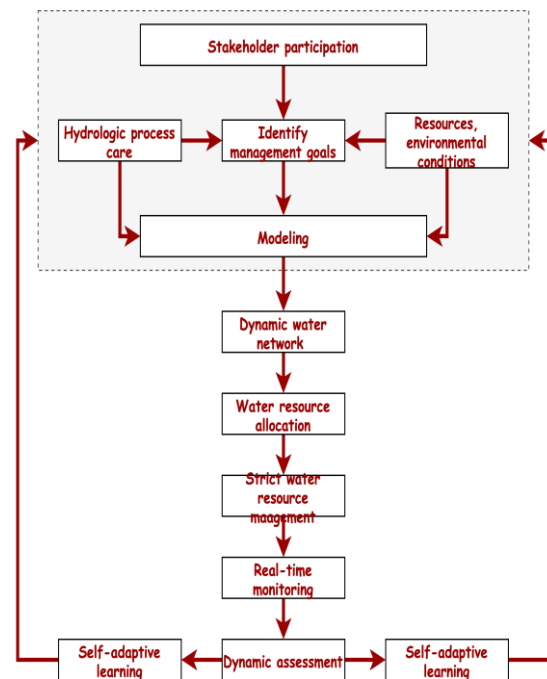 Stakeholder participation
Hydrologic process
care
Identify
management goals
Resources,
environmental
conditions
Modeling
Dynamic water
network
Water resource
allocation
Strict water
resource
maagement
Real-time
monitoring
Self-adaptive
learning
Dynamic assessment
Self-adaptive
learning